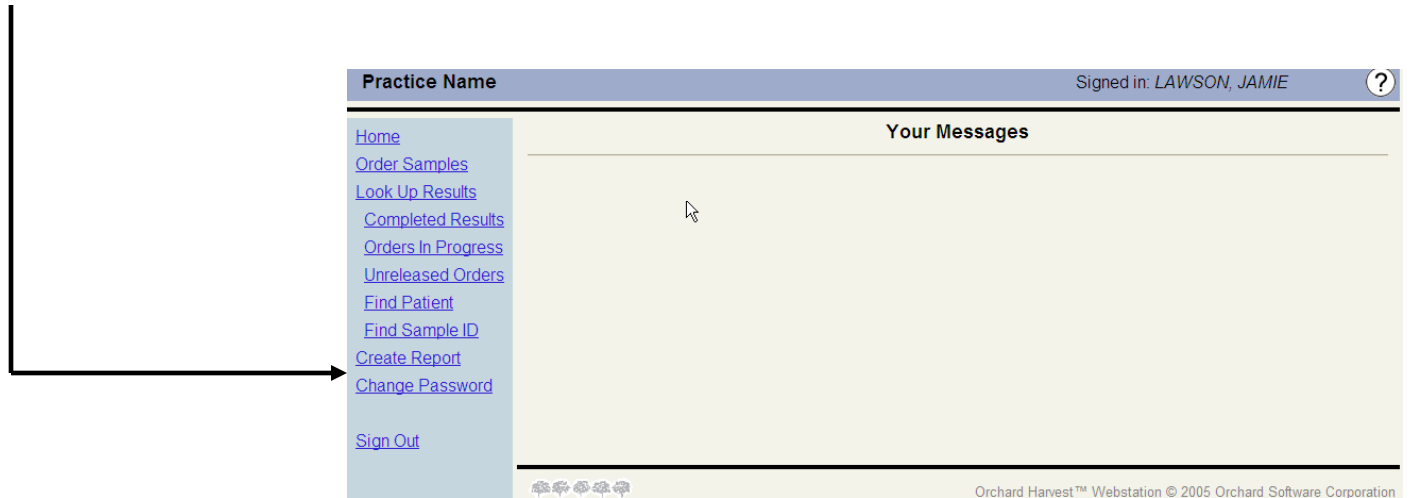 Practice Name Signed in: LAWSON, JAMIE ?
Home
Order Samples
Look Up Results
Completed Results
Orders In Progress
Unreleased Orders
Find Patient
Find Sample ID
Create Report
Change Password
Sign Out
Your Messages
Orchard Harvest™ Webstation © 2005 Orchard Software Corporation